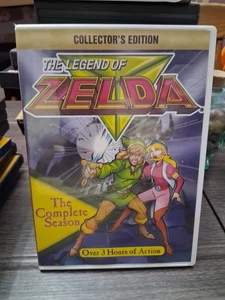 COLLECTOR'S EDITION
THE LEGEND OF
ZELDA
The
Complete
Season
Over 3 Hours of Action